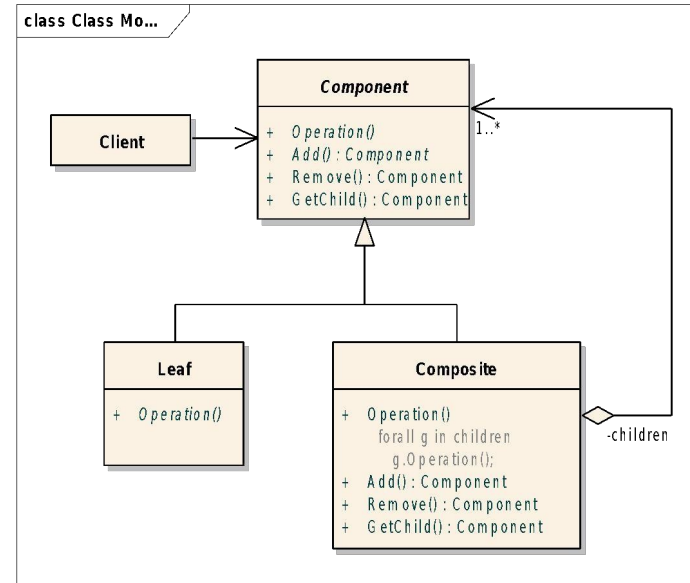 class Class Mo...
Component
+ Operation()
+ Add() : Component
+ Remove() : Component
+ GetChild() : Component
Client
1..*
Leaf
+ Operation()
Composite
+ Operation()
forall g in children
g.Operation();
+ Add() : Component
+ Remove() : Component
+ GetChild() : Component
-children